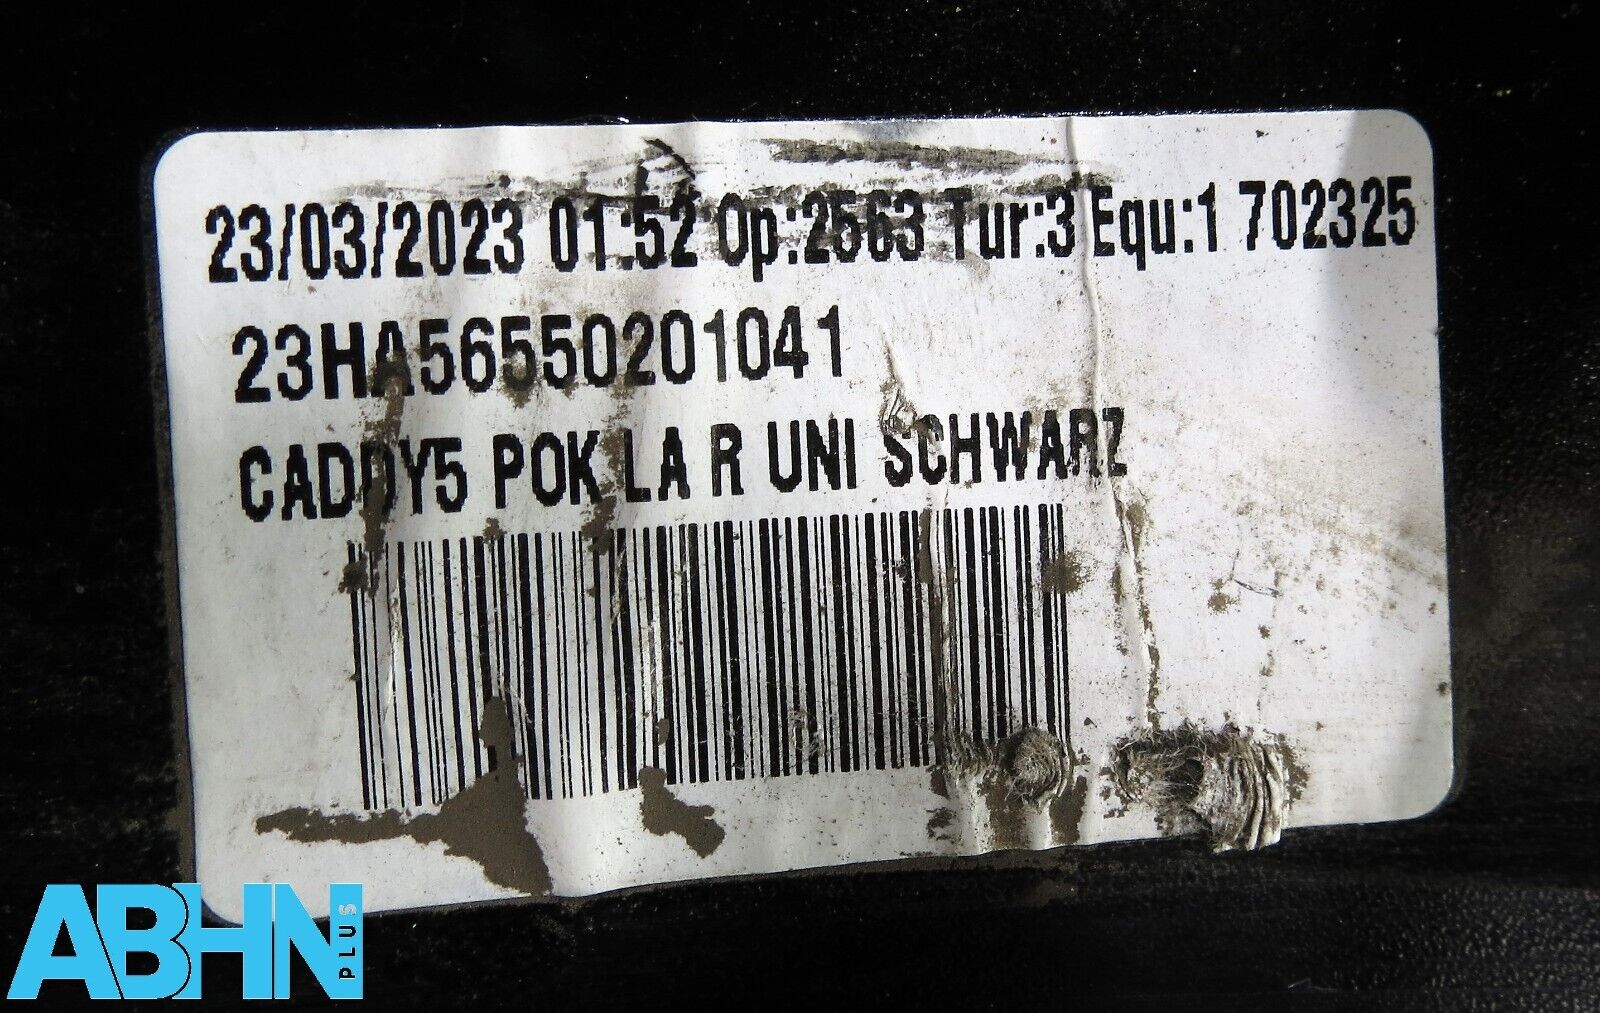 23/03/2023 01:52 Op:2563 Tur:3 Equ:1 702325
23HA56550201041
CADDY5 POK LA R UNI SCHWARZ
ABHN PLUS